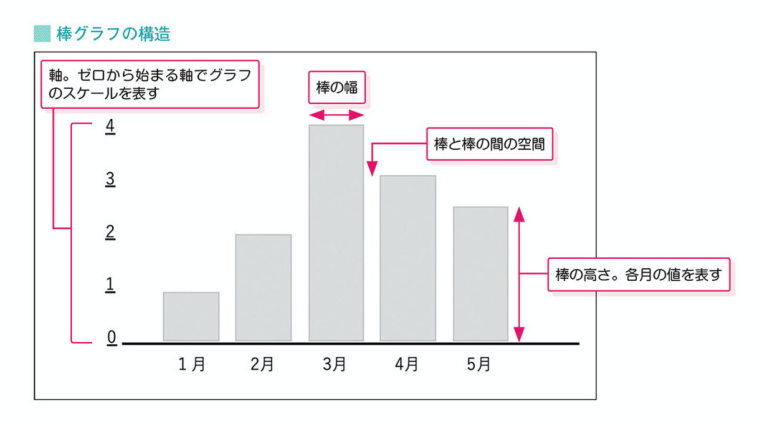 棒グラフの構造
軸。ゼロから始まる軸でグラフ
のスケールを表す
棒の幅
棒と棒の間の空間
棒の高さ。各月の値を表す
4
3
2
1
0
1月 2月 3月 4月 5月